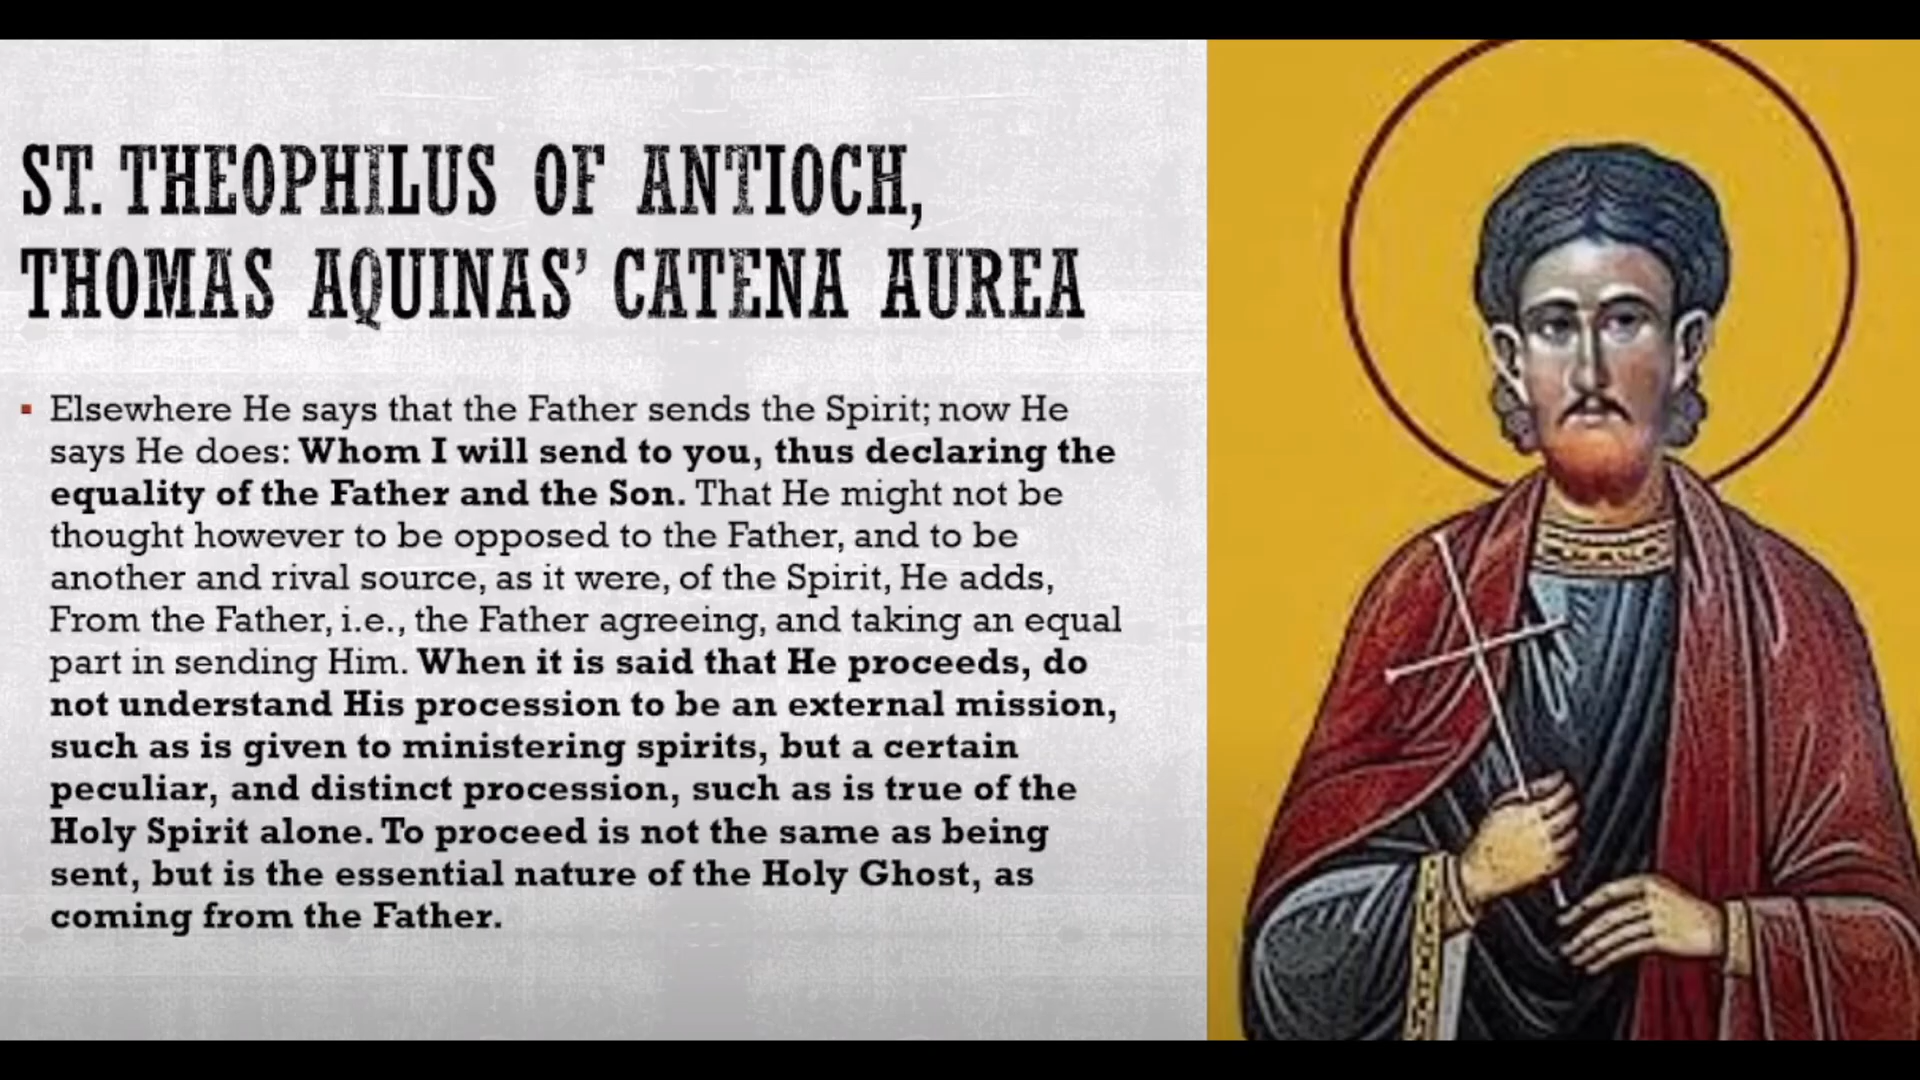 ST. THEOPHILUS OF ANTIOCH,
THOMAS AQUINAS’ CATENA AUREA
Elsewhere He says that the Father sends the Spirit; now He
says He does: Whom I will send to you, thus declaring the
equality of the Father and the Son. That He might not be
thought however to be opposed to the Father, and to be
another and rival source, as it were, of the Spirit, He adds,
From the Father, i.e., the Father agreeing, and taking an equal
part in sending Him. When it is said that He proceeds, do
not understand His procession to be an external mission,
such as is given to ministering spirits, but a certain
peculiar, and distinct procession, such as is true of the
Holy Spirit alone. To proceed is not the same as being
sent, but is the essential nature of the Holy Ghost, as
coming from the Father.